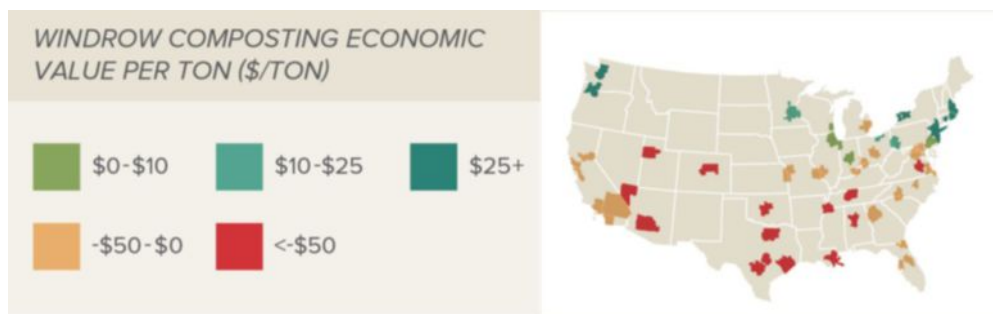 WINDROW COMPOSTING ECONOMIC
VALUE PER TON ($/TON)
$0-$10
$10-$25
$25+
-$50-$0
<-$50